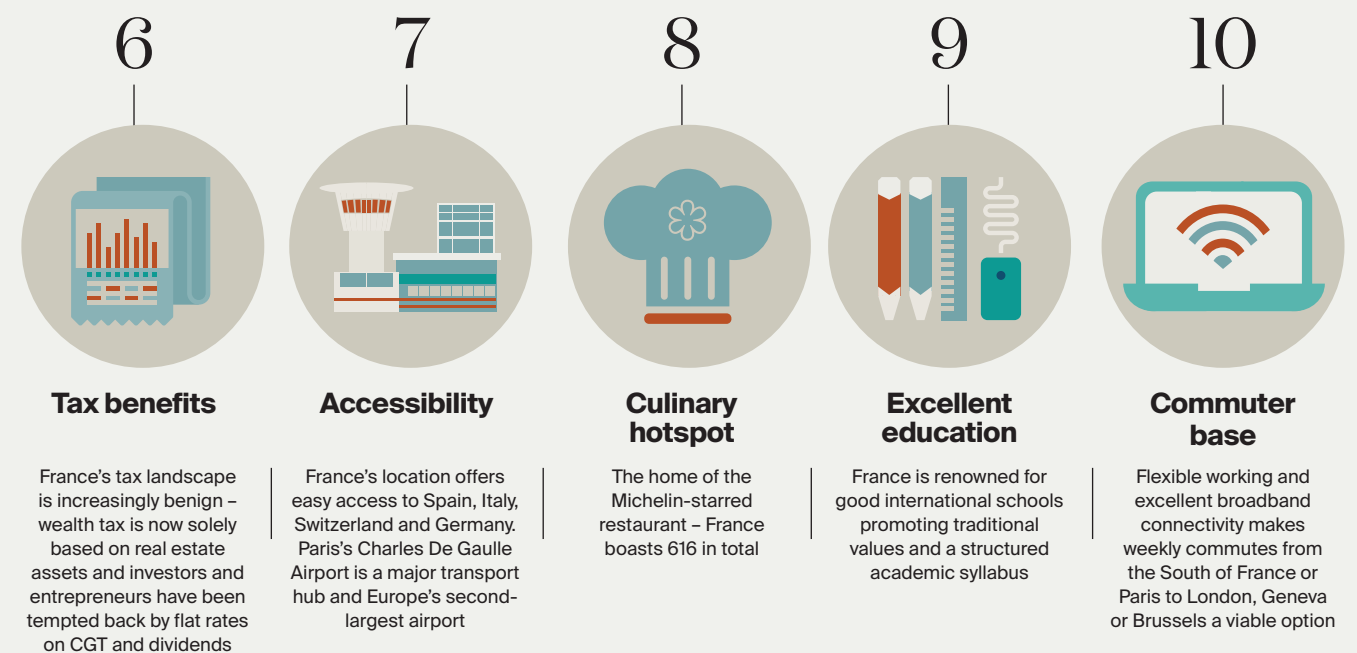 6
Tax benefits
France’s tax landscape
is increasingly benign –
wealth tax is now solely
based on real estate
assets and investors and
entrepreneurs have been
tempted back by flat rates
on CGT and dividends
7
Accessibility
France’s location offers
easy access to Spain, Italy,
Switzerland and Germany.
Paris’s Charles De Gaulle
Airport is a major transport
hub and Europe’s second-
largest airport
8
Culinary
hotspot
The home of the
Michelin-starred
restaurant – France
boasts 616 in total
9
Excellent
education
France is renowned for
good international schools
promoting traditional
values and a structured
academic syllabus
10
Commuter
base
Flexible working and
excellent broadband
connectivity makes
weekly commutes from
the South of France or
Paris to London, Geneva
or Brussels a viable option